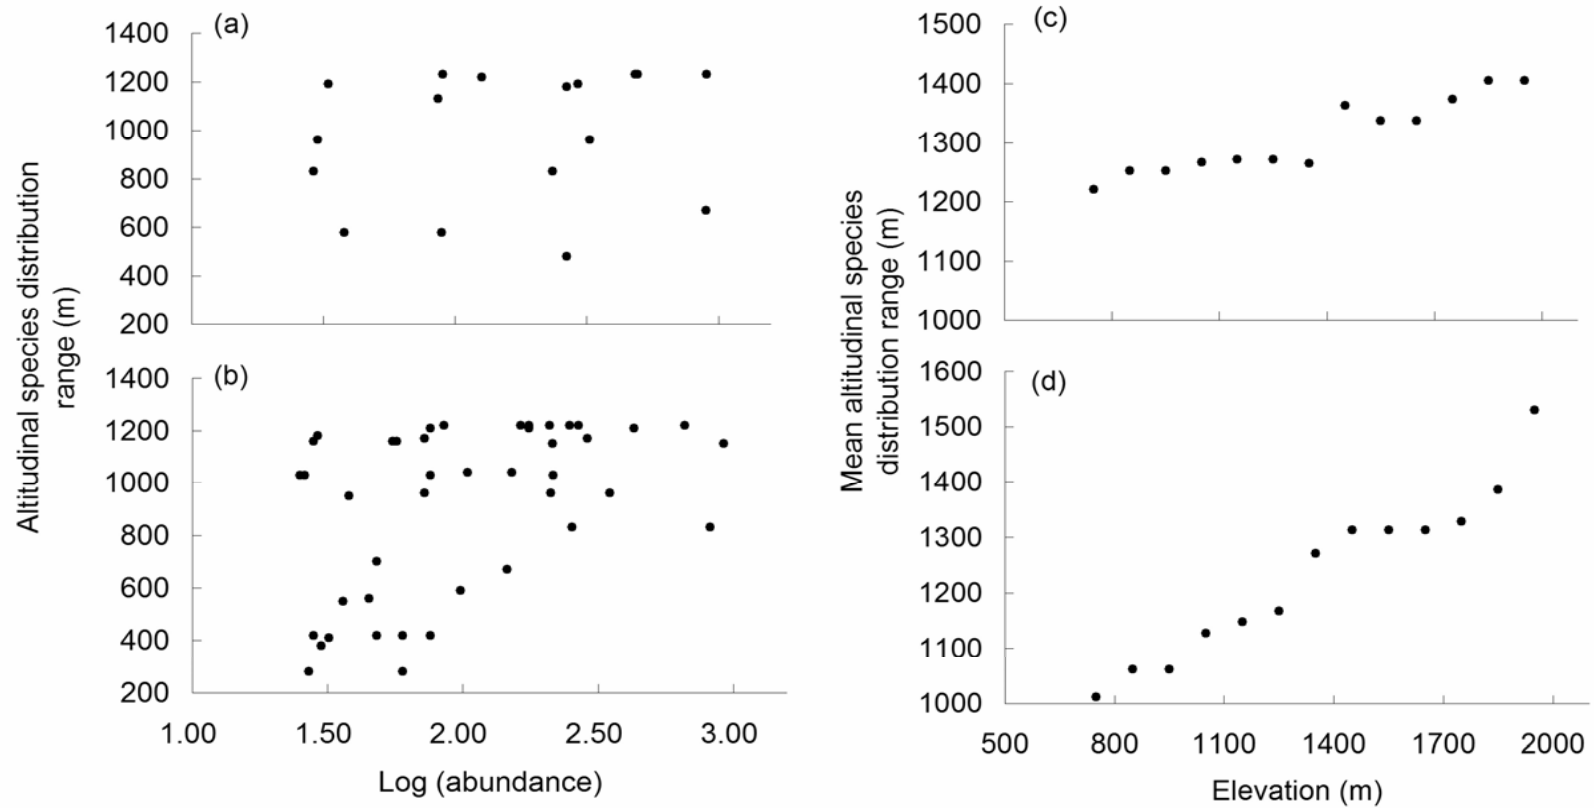 (a)
1400
1200
1000
800
600
400
200
(b)
1400
1200
1000
800
600
400
200
1.00 1.50 2.00 2.50 3.00
Log (abundance)
Altitudinal species distribution
range (m)
(c)
1500
1400
1300
1200
1100
1000
(d)
1600
1500
1400
1300
1200
1100
1000
500 800 1100 1400 1700 2000
Elevation (m)
Mean altitudinal species
distribution range (m)